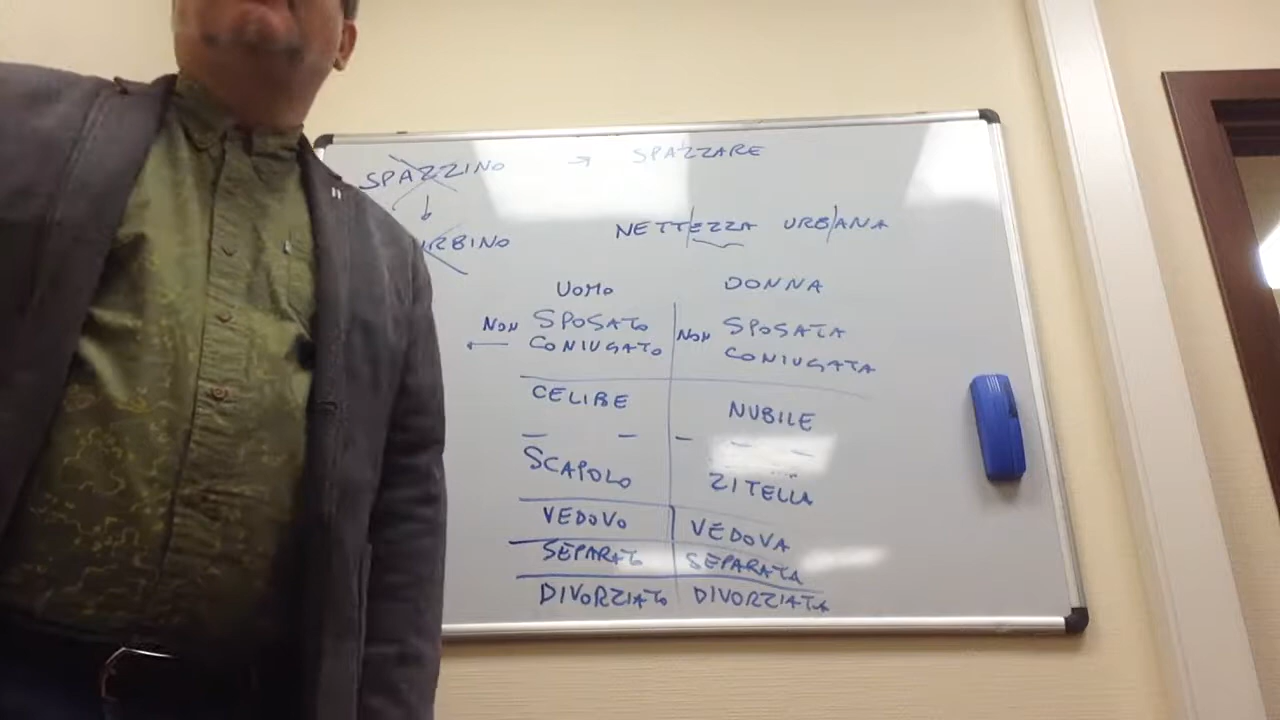 SPAZZINO → SPAZZARE
NETTEZZA URBANA
UOMO DONNA
NON SPOSATO NON SPOSATA
CONIUGATO CONIUGATA
CELIBE NUBILE
SCAPOLO ZITELLA
VEDOVO VEDOVA
SEPARATO SEPARATA
DIVORZIATO DIVORZIATA